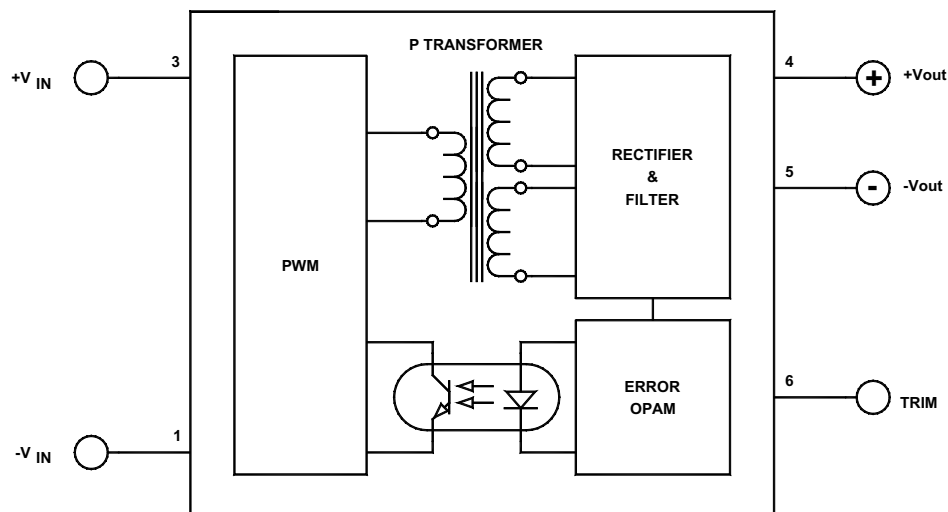 P TRANSFORMER
+V IN
3
4
+Vout
+
RECTIFIER
&
FILTER
5
-Vout
-
PWM
ERROR
OPAM
6
TRIM
1
-V IN